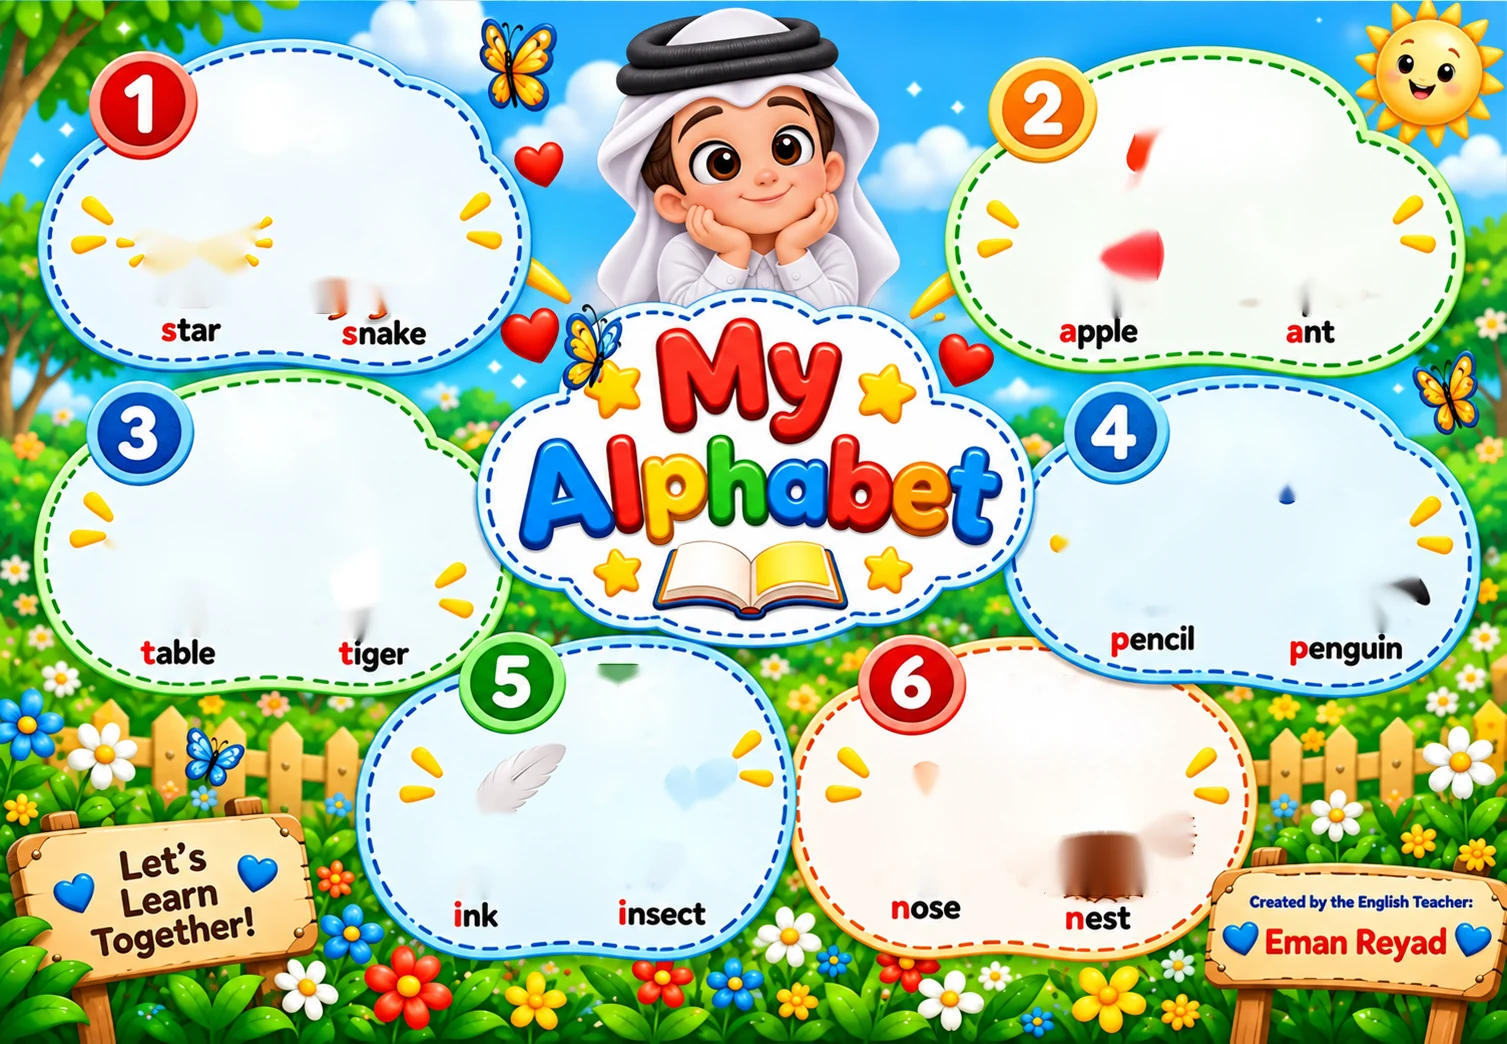 1
star
snake
2
apple
ant
My
Alphabet
3
table
tiger
4
pencil
penguin
5
ink
insect
6
nose
nest
Let's
Learn
Together!
Created by the English Teacher:
Eman Reyad